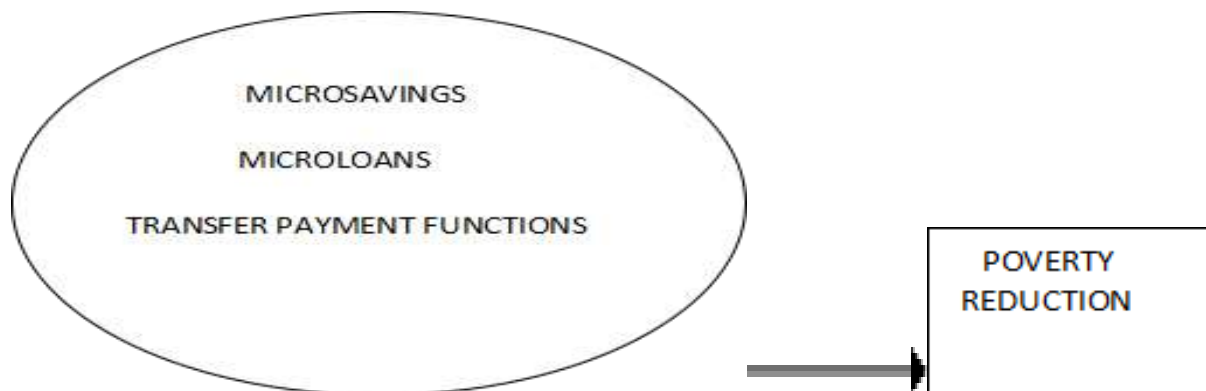 MICROSAVINGS
MICROLOANS
TRANSFER PAYMENT FUNCTIONS
POVERTY
REDUCTION